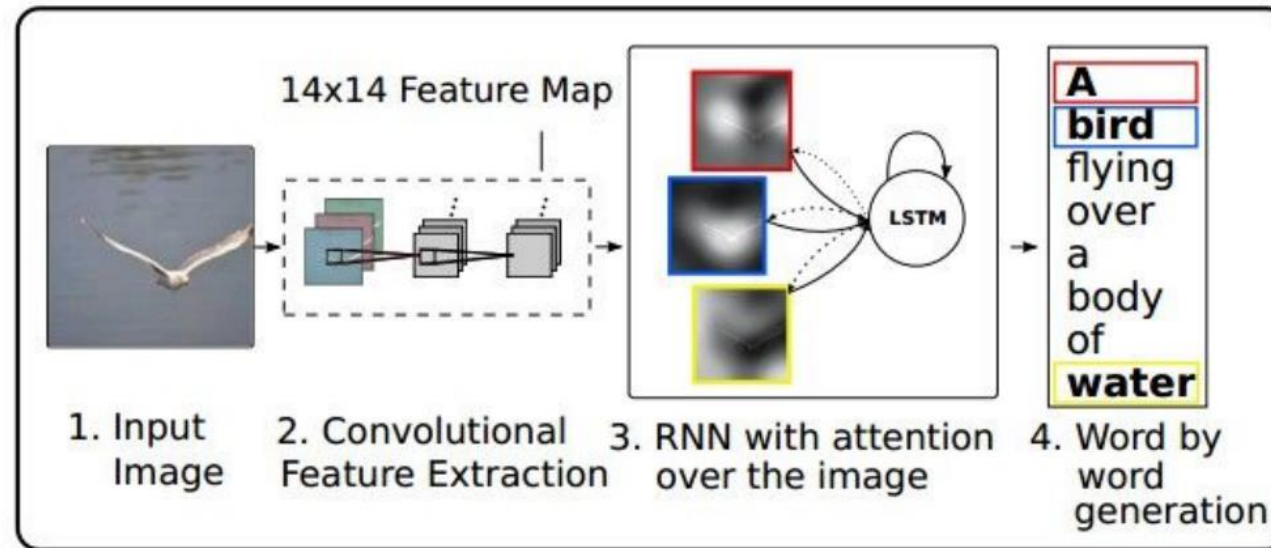 14x14 Feature Map
LSTM
A
bird
flying
over
a
body
of
water
1. Input
Image
2. Convolutional
Feature Extraction
3. RNN with attention
over the image
4. Word by
word
generation